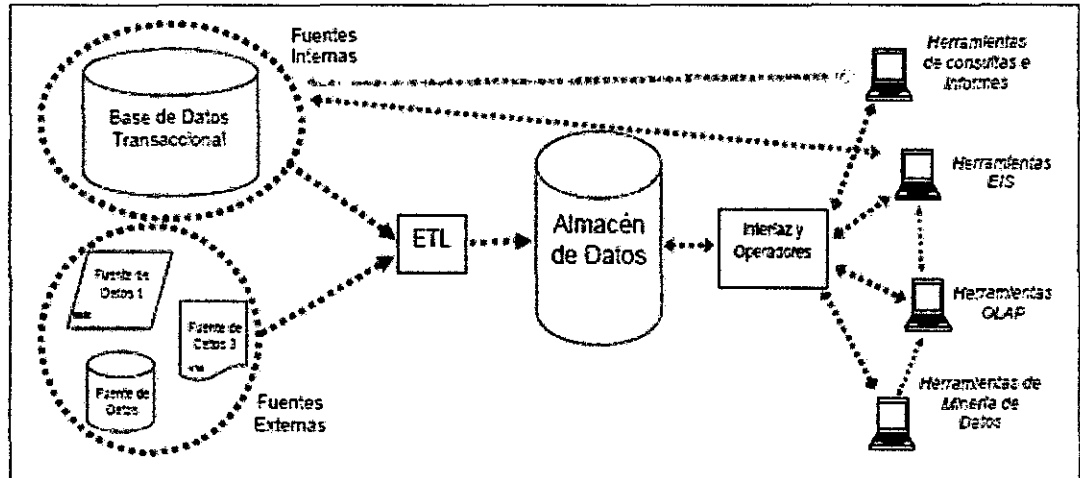 Fuentes
Internas
Base de Datos
Transaccional
Herramientas
de consultas e
Informes
Herramientas
EIS
ETL
Almacén
de Datos
Interfaz y
Operadores
Fuente de
Datos 1
Fuente de
Datos 3
Fuente de
Datos
Fuentes
Externas
Herramientas
OLAP
Herramientas de
Minería de
Datos